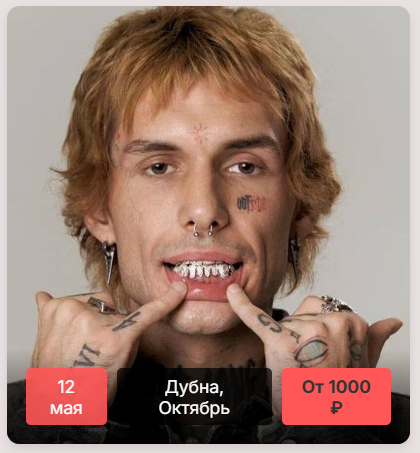 12
мая
Дубна,
Октябрь
От 1000
₽